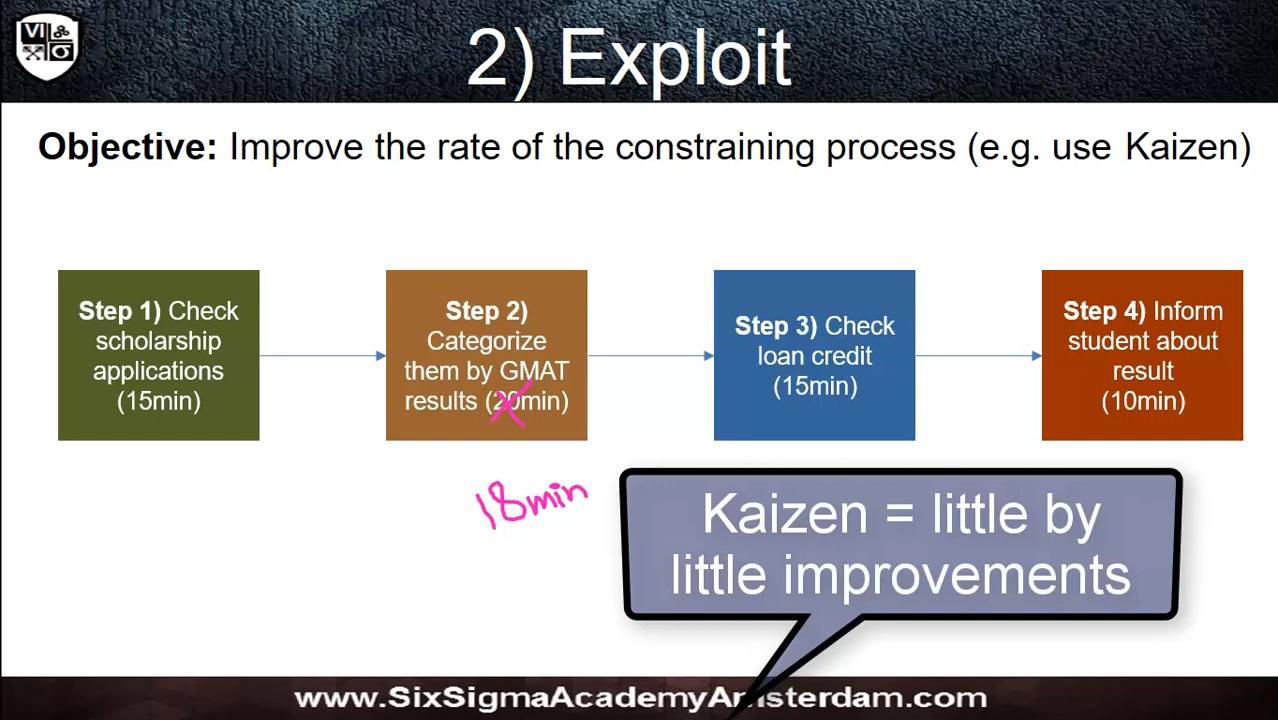 VI
2) Exploit
Objective: Improve the rate of the constraining process (e.g. use Kaizen)
Step 1) Check
scholarship
applications
(15min)
Step 2)
Categorize
them by GMAT
results (20min)
Step 3) Check
loan credit
(15min)
Step 4) Inform
student about
result
(10min)
18min
Kaizen = little by
little improvements
www.SixSigmaAcademyAmsterdam.com